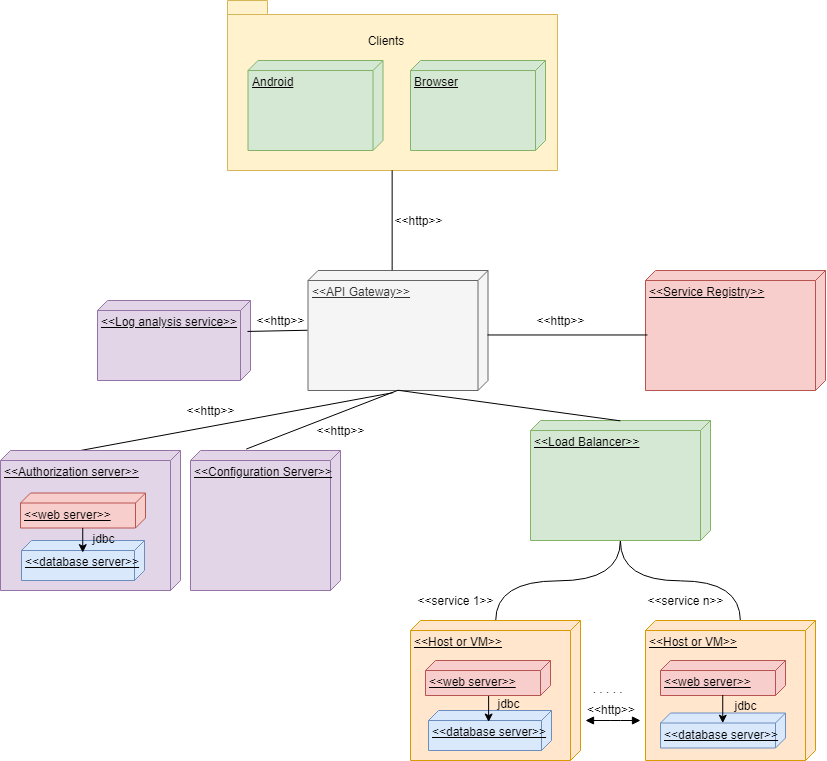 Clients
Android
Browser
<<http>>
<<API Gateway>>
<<Service Registry>>
<<Log analysis service>>
<<http>>
<<http>>
<<http>>
<<http>>
<<Load Balancer>>
<<Authorization server>>
<<Configuration Server>>
<<web server>>
jdbc
<<database server>>
<<service 1>>
<<service n>>
<<Host or VM>>
<<Host or VM>>
<<web server>>
<<web server>>
. . . . .
jdbc
<<http>>
jdbc
<<database server>>
<<database server>>